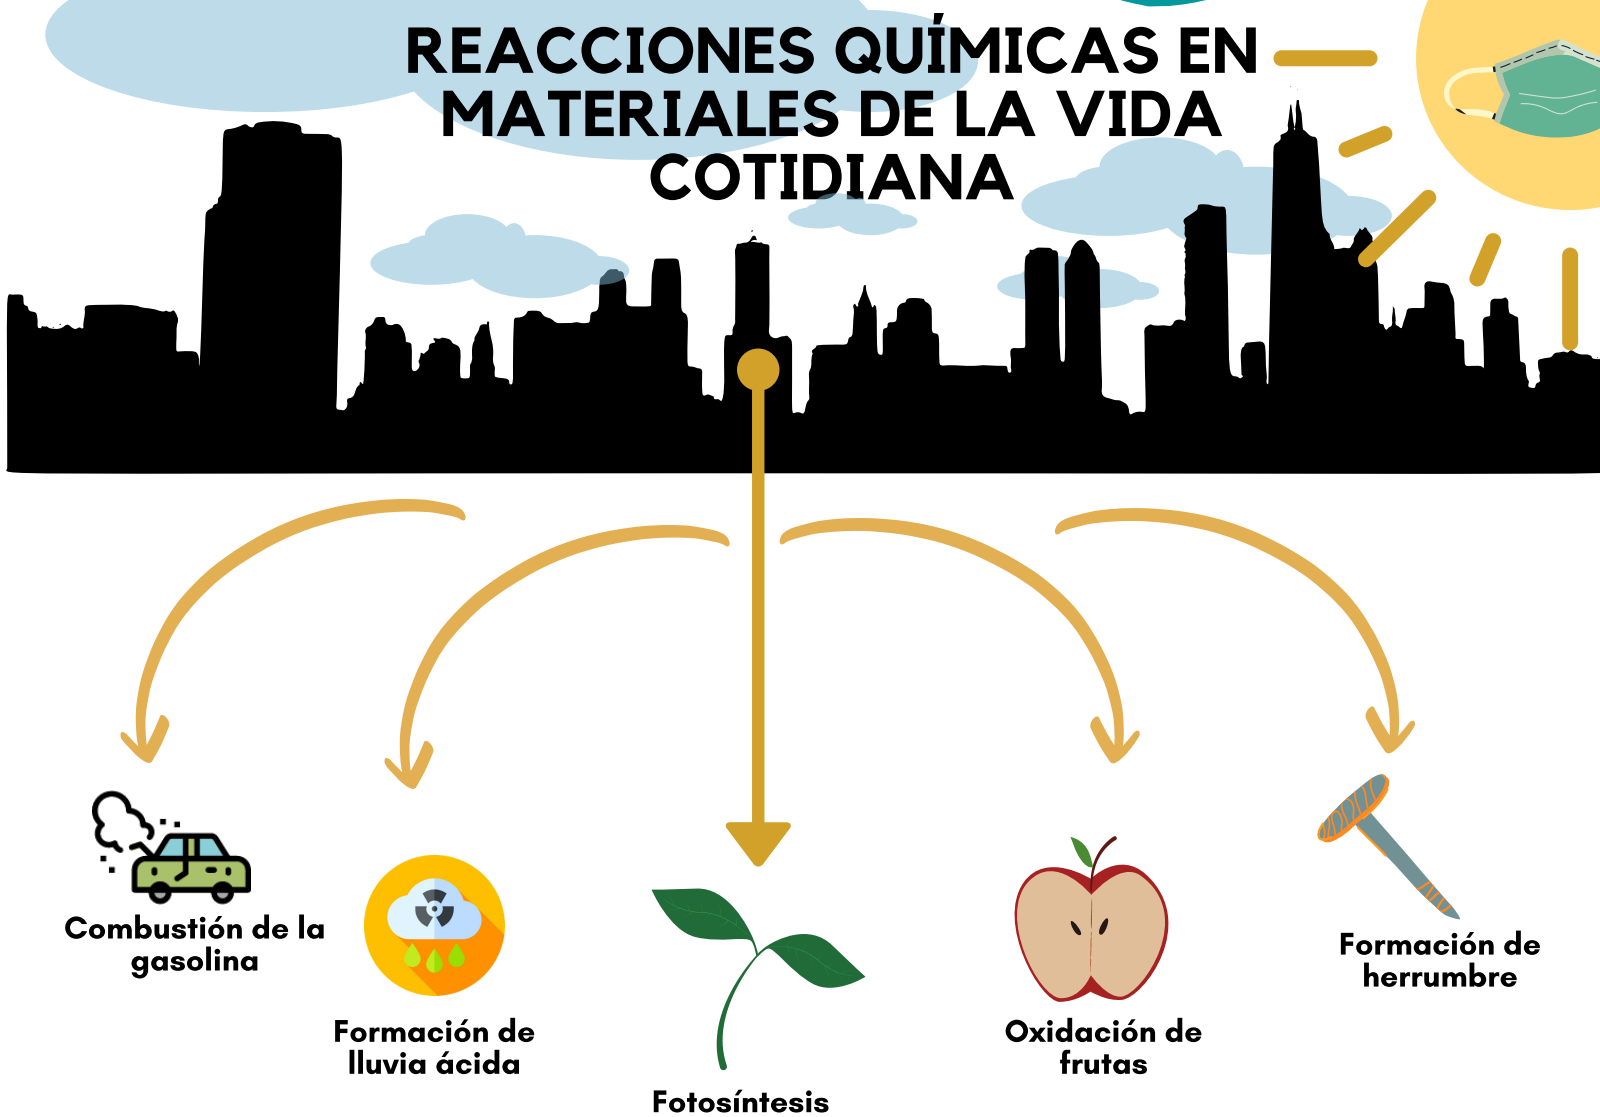 REACCIONES QUÍMICAS EN
MATERIALES DE LA VIDA
COTIDIANA
Combustión de la
gasolina
Formación de
lluvia ácida
Fotosíntesis
Oxidación de
frutas
Formación de
herrumbre